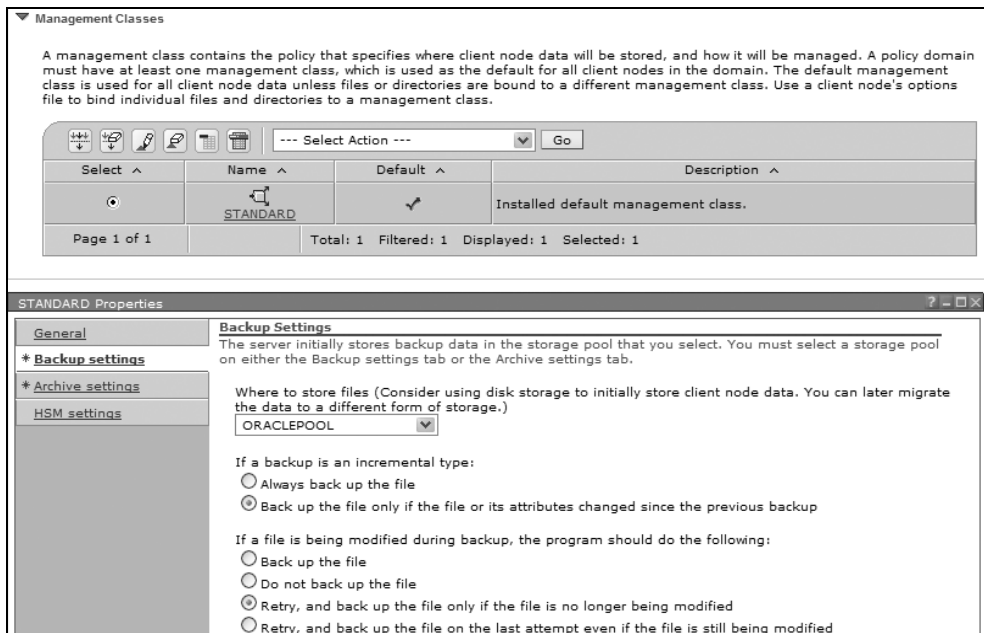 Management Classes
A management class contains the policy that specifies where client node data will be stored, and how it will be managed. A policy domain
must have at least one management class, which is used as the default for all client nodes in the domain. The default management
class is used for all client node data unless files or directories are bound to a different management class. Use a client node's options
file to bind individual files and directories to a management class.
--- Select Action --- Go
Select Name Default Description
STANDARD Installed default management class.
Page 1 of 1 Total: 1 Filtered: 1 Displayed: 1 Selected: 1
STANDARD Properties ?
General
* Backup settings
* Archive settings
HSM settings
Backup Settings
The server initially stores backup data in the storage pool that you select. You must select a storage pool
on either the Backup settings tab or the Archive settings tab.
Where to store files (Consider using disk storage to initially store client node data. You can later migrate
the data to a different form of storage.)
ORACLEPOOL
If a backup is an incremental type:
Always back up the file
Back up the file only if the file or its attributes changed since the previous backup
If a file is being modified during backup, the program should do the following:
Back up the file
Do not back up the file
Retry, and back up the file only if the file is no longer being modified
Retry, and back up the file on the last attempt even if the file is still being modified